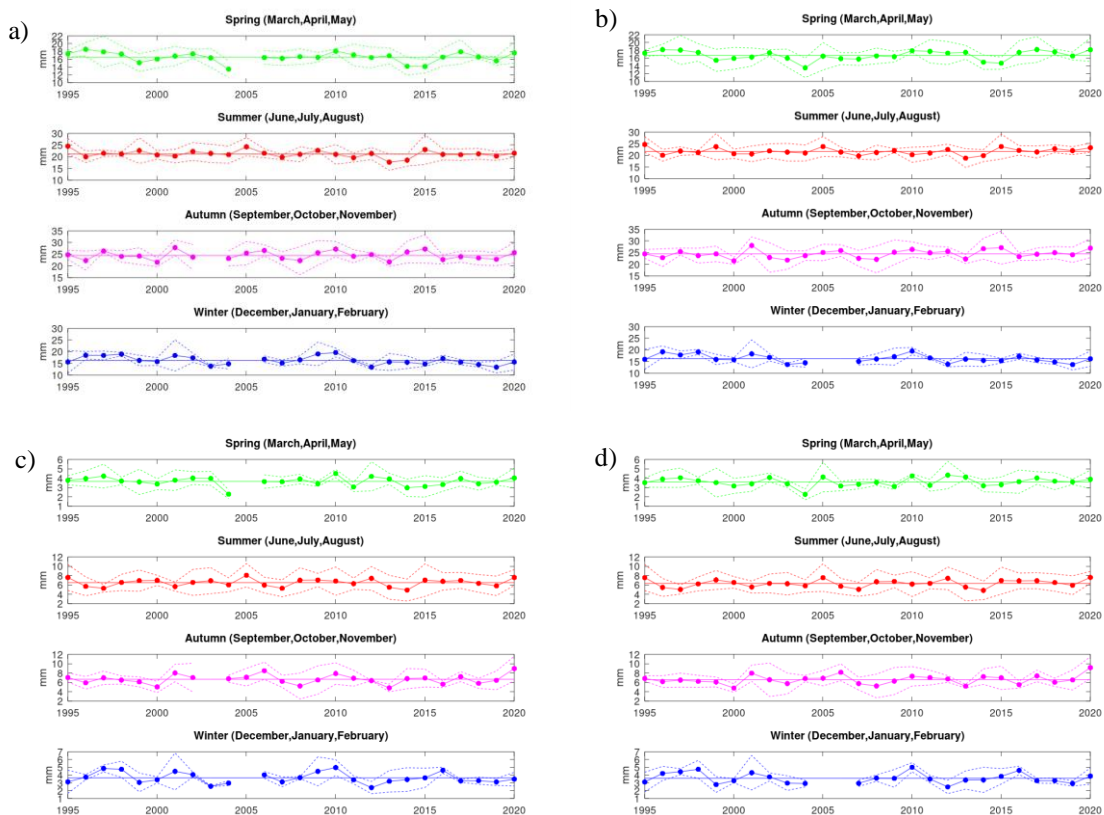 a)
Spring (March,April,May)
22
20
18
16
14
12
10
mm
1995 2000 2005 2010 2015 2020
Summer (June,July,August)
30
25
20
15
10
mm
1995 2000 2005 2010 2015 2020
Autumn (September,October,November)
35
30
25
20
15
mm
1995 2000 2005 2010 2015 2020
Winter (December,January,February)
30
25
20
15
10
mm
1995 2000 2005 2010 2015 2020
b)
Spring (March,April,May)
22
20
18
16
14
12
10
mm
1995 2000 2005 2010 2015 2020
Summer (June,July,August)
30
25
20
15
10
mm
1995 2000 2005 2010 2015 2020
Autumn (September,October,November)
35
30
25
20
15
mm
1995 2000 2005 2010 2015 2020
Winter (December,January,February)
30
25
20
15
10
mm
1995 2000 2005 2010 2015 2020
c)
Spring (March,April,May)
6
5
4
3
2
1
mm
1995 2000 2005 2010 2015 2020
Summer (June,July,August)
12
10
8
6
4
2
mm
1995 2000 2005 2010 2015 2020
Autumn (September,October,November)
12
10
8
6
4
2
mm
1995 2000 2005 2010 2015 2020
Winter (December,January,February)
7
6
5
4
3
2
1
mm
1995 2000 2005 2010 2015 2020
d)
Spring (March,April,May)
6
5
4
3
2
1
mm
1995 2000 2005 2010 2015 2020
Summer (June,July,August)
12
10
8
6
4
2
mm
1995 2000 2005 2010 2015 2020
Autumn (September,October,November)
12
10
8
6
4
2
mm
1995 2000 2005 2010 2015 2020
Winter (December,January,February)
7
6
5
4
3
2
1
mm
1995 2000 2005 2010 2015 2020